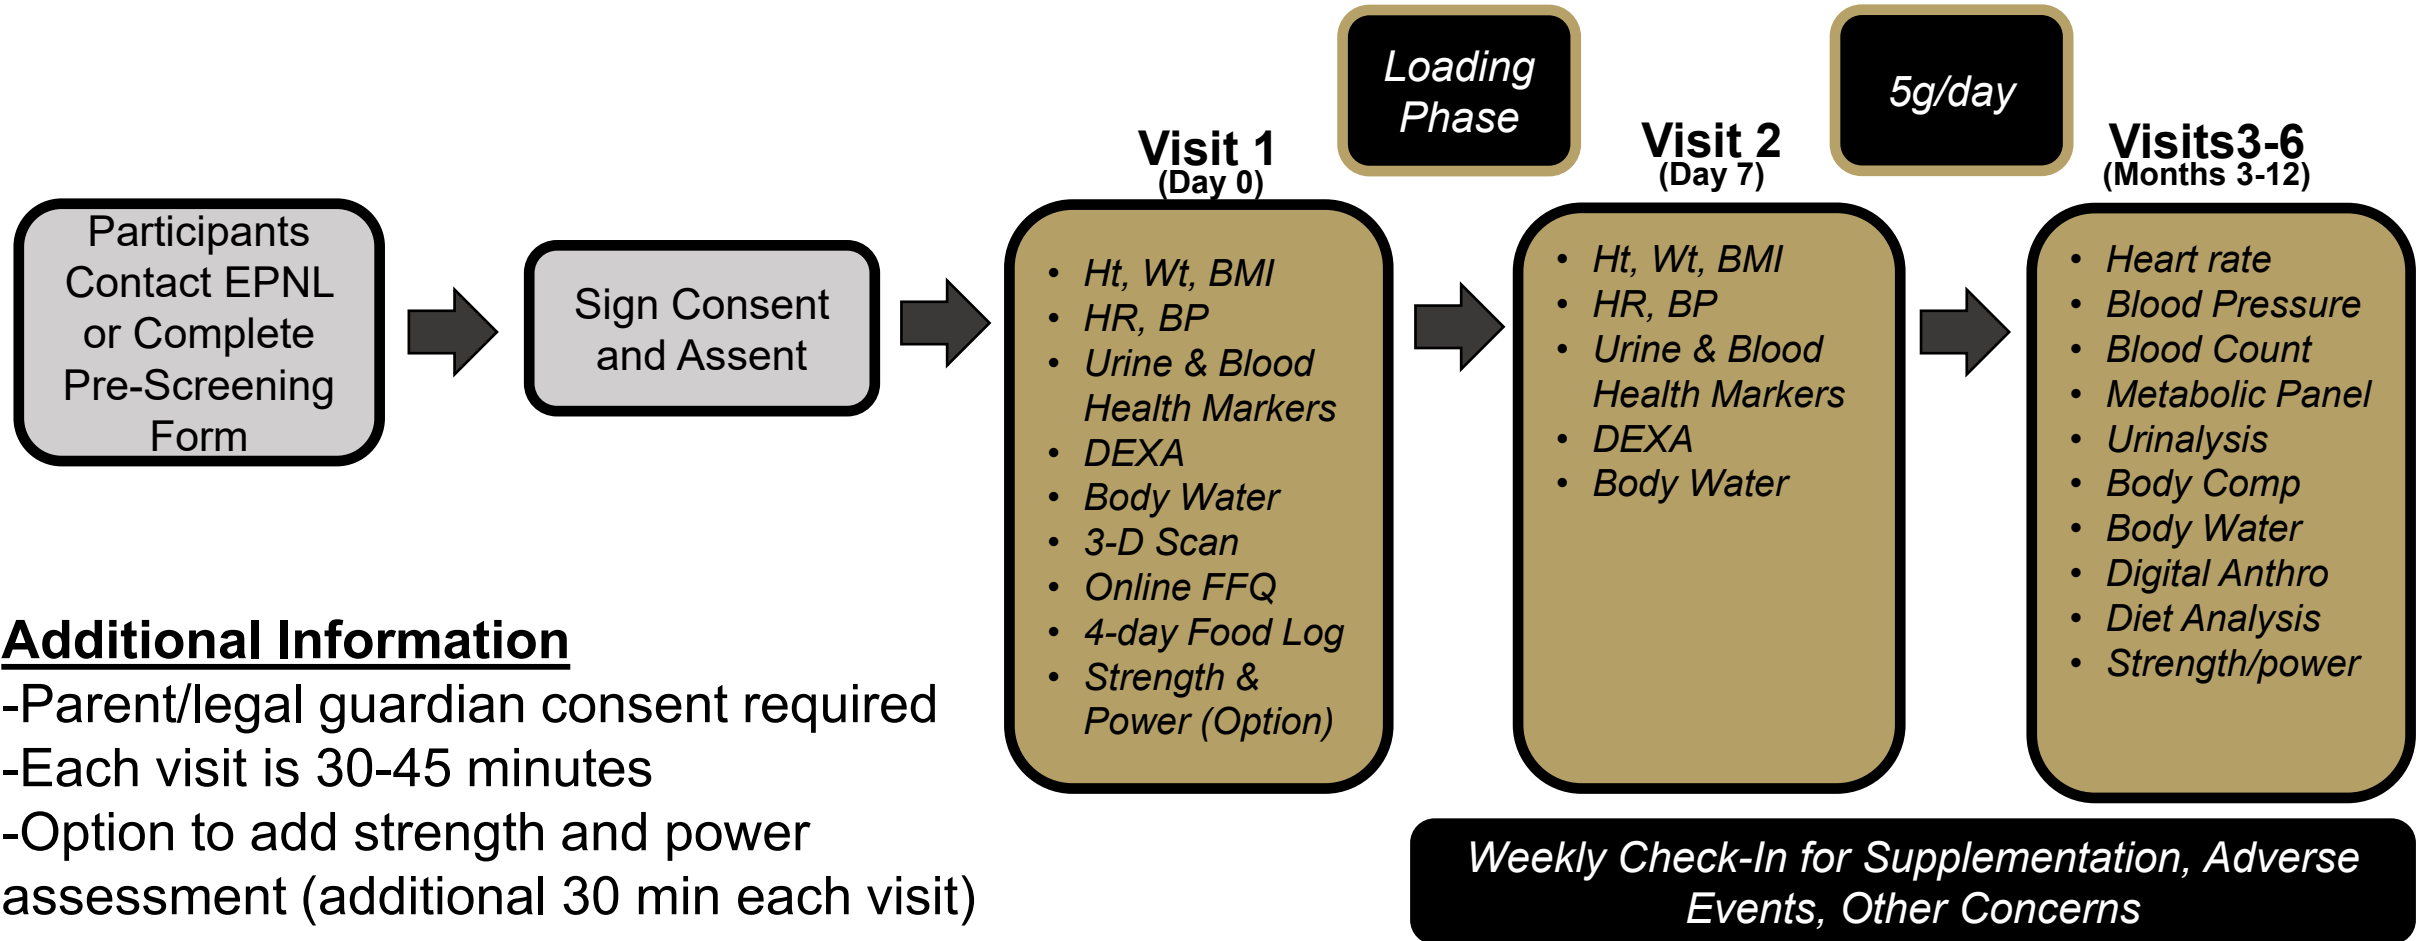 Participants
Contact EPNL
or Complete
Pre-Screening
Form
Sign Consent
and Assent
Visit 1
(Day 0)
• Ht, Wt, BMI
• HR, BP
• Urine & Blood
Health Markers
• DEXA
• Body Water
• 3-D Scan
• Online FFQ
• 4-day Food Log
• Strength &
Power (Option)
Loading
Phase
Visit 2
(Day 7)
• Ht, Wt, BMI
• HR, BP
• Urine & Blood
Health Markers
• DEXA
• Body Water
5g/day
Visits3-6
(Months 3-12)
• Heart rate
• Blood Pressure
• Blood Count
• Metabolic Panel
• Urinalysis
• Body Comp
• Body Water
• Digital Anthro
• Diet Analysis
• Strength/power
Weekly Check-In for Supplementation, Adverse
Events, Other Concerns
Additional Information
-Parent/legal guardian consent required
-Each visit is 30-45 minutes
-Option to add strength and power
assessment (additional 30 min each visit)